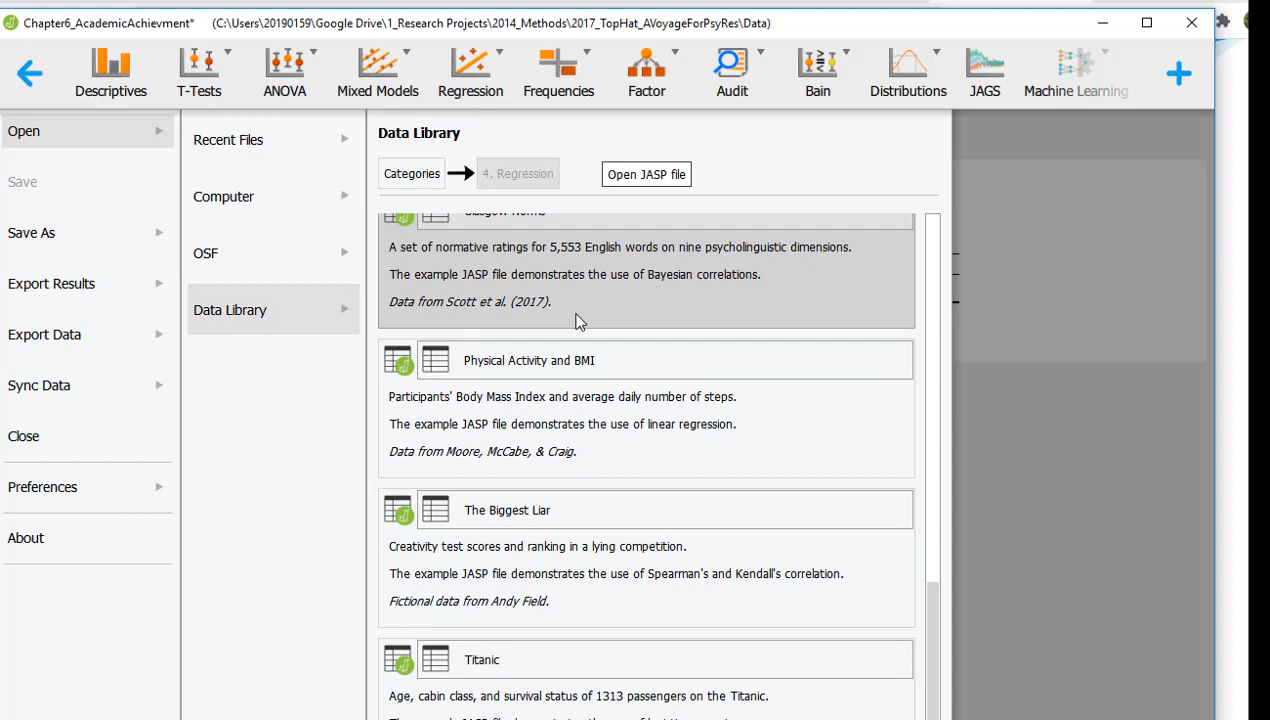 Chapter6_AcademicAchievment* (C:\Users\20190159\Google Drive\1_Research Projects\2014_Methods\2017_TopHat_AVoyageForPsyRes\Data)
Descriptives
T-Tests
ANOVA
Mixed Models
Regression
Frequencies
Factor
Audit
Bain
Distributions
JAGS
Machine Learning
Open
Save
Save As
Export Results
Export Data
Sync Data
Close
Preferences
About
Recent Files
Computer
OSF
Data Library
Data Library
Categories
4. Regression
Open JASP file
Glasgow Norms
A set of normative ratings for 5,553 English words on nine psycholinguistic dimensions.
The example JASP file demonstrates the use of Bayesian correlations.
Data from Scott et al. (2017).
Physical Activity and BMI
Participants' Body Mass Index and average daily number of steps.
The example JASP file demonstrates the use of linear regression.
Data from Moore, McCabe, & Craig.
The Biggest Liar
Creativity test scores and ranking in a lying competition.
The example JASP file demonstrates the use of Spearman's and Kendall's correlation.
Fictional data from Andy Field.
Titanic
Age, cabin class, and survival status of 1313 passengers on the Titanic.